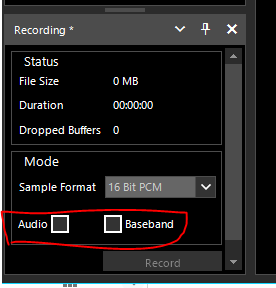 Recording *
Status
File Size 0 MB
Duration 00:00:00
Dropped Buffers 0
Mode
Sample Format 16 Bit PCM
Audio Baseband
Record